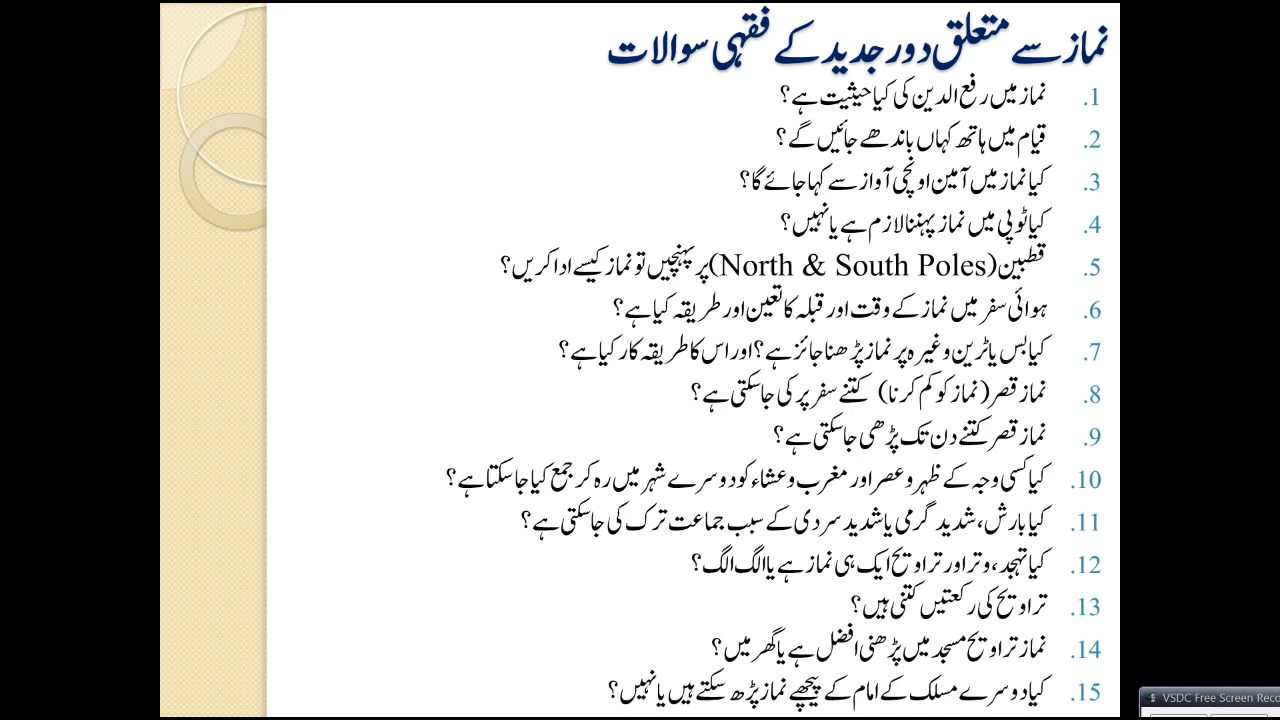 نماز سے متعلق دور جدید کے فقہی سوالات
1. نماز میں رفع الدین کی کیا حیثیت ہے؟
2. قیام میں ہاتھ کہاں باندھے جائیں گے؟
3. کیا نماز میں آمین اونچی آواز سے کہا جائے گا؟
4. کیا ٹوپی میں نماز پہننا لازم ہے یا نہیں؟
5. قطبین (North & South Poles) پر پہنچیں تو نماز کیسے ادا کریں؟
6. ہوائی سفر میں نماز کے وقت اور قبلہ کا تعین اور طریقہ کیا ہے؟
7. کیا بس یا ٹرین وغیرہ پر نماز پڑھنا جائز ہے؟ اور اس کا طریقہ کار کیا ہے؟
8. نماز قصر (نماز کو کم کرنا) کتنے سفر پر کی جاسکتی ہے؟
9. نماز قصر کتنے دن تک پڑھی جاسکتی ہے؟
10. کیا کسی وجہ کے ظہر و عصر اور مغرب و عشاء کو دوسرے شہر میں رہ کر جمع کیا جاسکتا ہے؟
11. کیا بارش، شدید گرمی یا شدید سردی کے سبب جماعت ترک کی جاسکتی ہے؟
12. کیا تہجد، وتر اور تراویح ایک ہی نماز ہے یا الگ الگ؟
13. تراویح کی رکعتیں کتنی ہیں؟
14. نماز تراویح مسجد میں پڑھنی افضل ہے یا گھر میں؟
15. کیا دوسرے مسلک کے امام کے پیچھے نماز پڑھ سکتے ہیں یا نہیں؟
VSDC Free Screen Reco